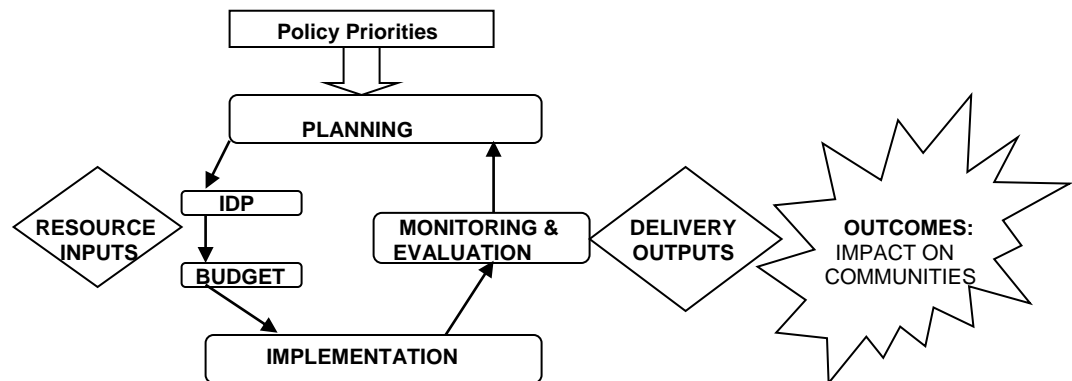 Policy Priorities
PLANNING
IDP
RESOURCE
INPUTS
BUDGET
IMPLEMENTATION
MONITORING &
EVALUATION
DELIVERY
OUTPUTS
OUTCOMES:
IMPACT ON
COMMUNITIES